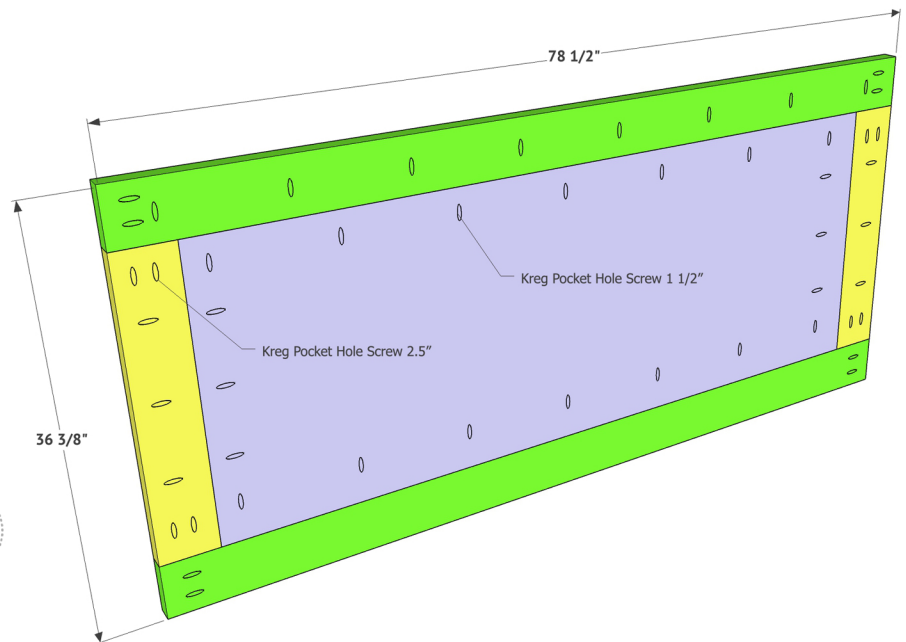 78 1/2"
Kreg Pocket Hole Screw 1 1/2”
Kreg Pocket Hole Screw 2.5”
36 3/8"